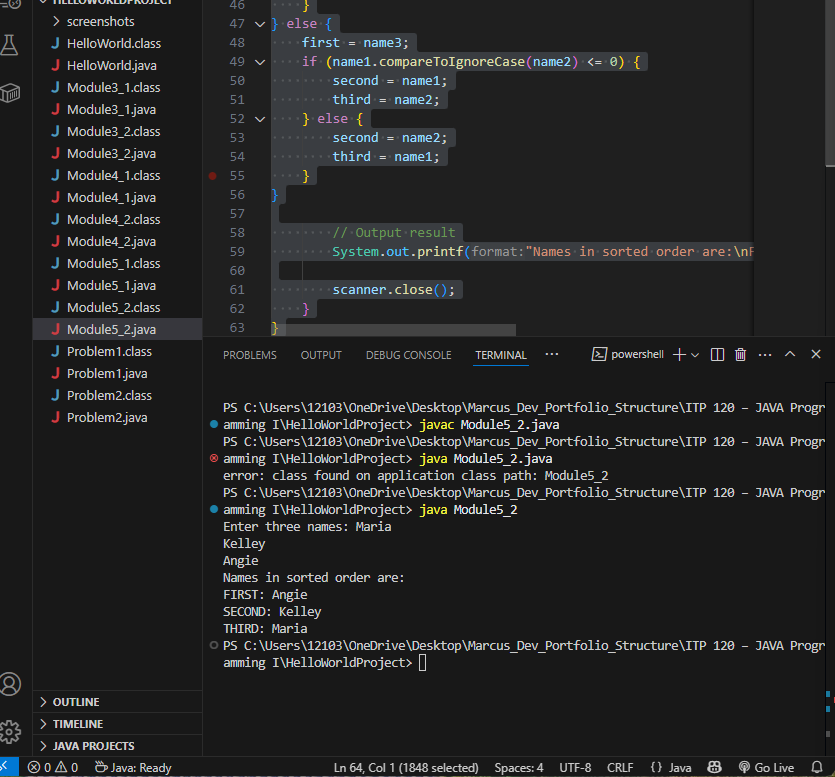 HELLOWORLDPROJECT
screenshots
HelloWorld.class
HelloWorld.java
Module3_1.class
Module3_1.java
Module3_2.class
Module3_2.java
Module4_1.class
Module4_1.java
Module4_2.class
Module4_2.java
Module5_1.class
Module5_1.java
Module5_2.class
Module5_2.java
Problem1.class
Problem1.java
Problem2.class
Problem2.java
OUTLINE
TIMELINE
JAVA PROJECTS
46 }
47 } else {
48 first = name3;
49 if (name1.compareToIgnoreCase(name2) <= 0) {
50 second = name1;
51 third = name2;
52 } else {
53 second = name2;
54 third = name1;
55 }
56 }
57
58 // Output result
59 System.out.printf(format:"Names in sorted order are:\nF
60
61 scanner.close();
62 }
63 }
PROBLEMS OUTPUT DEBUG CONSOLE TERMINAL ··· powershell
PS C:\Users\12103\OneDrive\Desktop\Marcus_Dev_Portfolio_Structure\ITP 120 – JAVA Progr
amming I\HelloWorldProject> javac Module5_2.java
PS C:\Users\12103\OneDrive\Desktop\Marcus_Dev_Portfolio_Structure\ITP 120 – JAVA Progr
amming I\HelloWorldProject> java Module5_2.java
error: class found on application class path: Module5_2
PS C:\Users\12103\OneDrive\Desktop\Marcus_Dev_Portfolio_Structure\ITP 120 – JAVA Progr
amming I\HelloWorldProject> java Module5_2
Enter three names: Maria
Kelley
Angie
Names in sorted order are:
FIRST: Angie
SECOND: Kelley
THIRD: Maria
PS C:\Users\12103\OneDrive\Desktop\Marcus_Dev_Portfolio_Structure\ITP 120 – JAVA Progr
amming I\HelloWorldProject>
0 0 Java: Ready Ln 64, Col 1 (1848 selected) Spaces: 4 UTF-8 CRLF {} Java Go Live